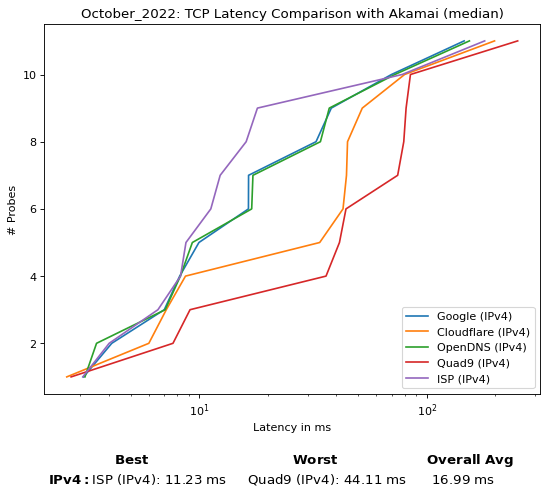 October_2022: TCP Latency Comparison with Akamai (median)
# Probes
10
8
6
4
2
Google (IPv4)
Cloudflare (IPv4)
OpenDNS (IPv4)
Quad9 (IPv4)
ISP (IPv4)
10¹ 10²
Latency in ms
Best Worst Overall Avg
IPv4: ISP (IPv4): 11.23 ms Quad9 (IPv4): 44.11 ms 16.99 ms